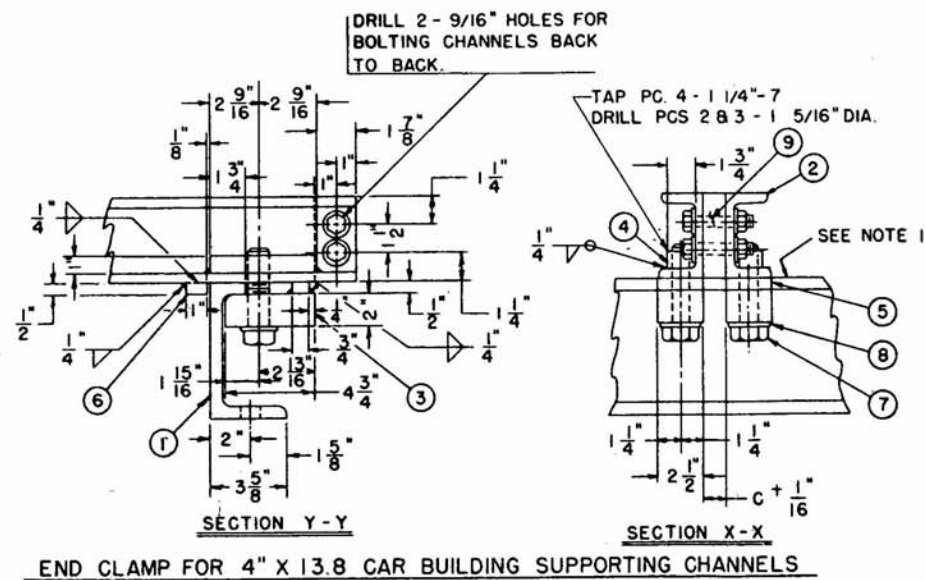 DRILL 2 - 9/16" HOLES FOR
BOLTING CHANNELS BACK
TO BACK.
2 9/16" 2 9/16"
1/8"
1 7/8"
1 3/4"
1"
1"
1 1/4"
1/4"
1 1/2"
1"
1/2"
1"
1/4"
1/4"
2"
1/2"
1 1/4"
3/4"
1/4"
1 15/16 2 3/16"
4 3/4"
6
3
1
2" 1 5/8"
3 5/8"
SECTION Y-Y
TAP PC. 4 - 1 1/4"-7
DRILL PCS 2 & 3 - 1 5/16" DIA.
9
1 3/4"
2
4
1/4"
SEE NOTE 1
5
8
7
1 1/4" 1 1/4"
2 1/2"
C + 1/16"
SECTION X-X
END CLAMP FOR 4" X 13.8 CAR BUILDING SUPPORTING CHANNELS